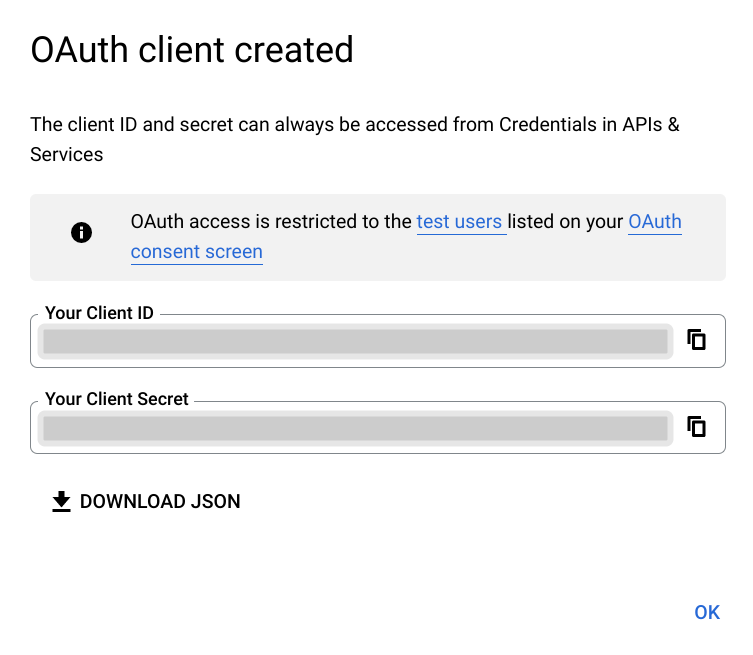 OAuth client created
The client ID and secret can always be accessed from Credentials in APIs &
Services
OAuth access is restricted to the test users listed on your OAuth
consent screen
Your Client ID
Your Client Secret
DOWNLOAD JSON
OK